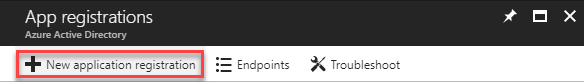 App registrations
Azure Active Directory
New application registration Endpoints Troubleshoot